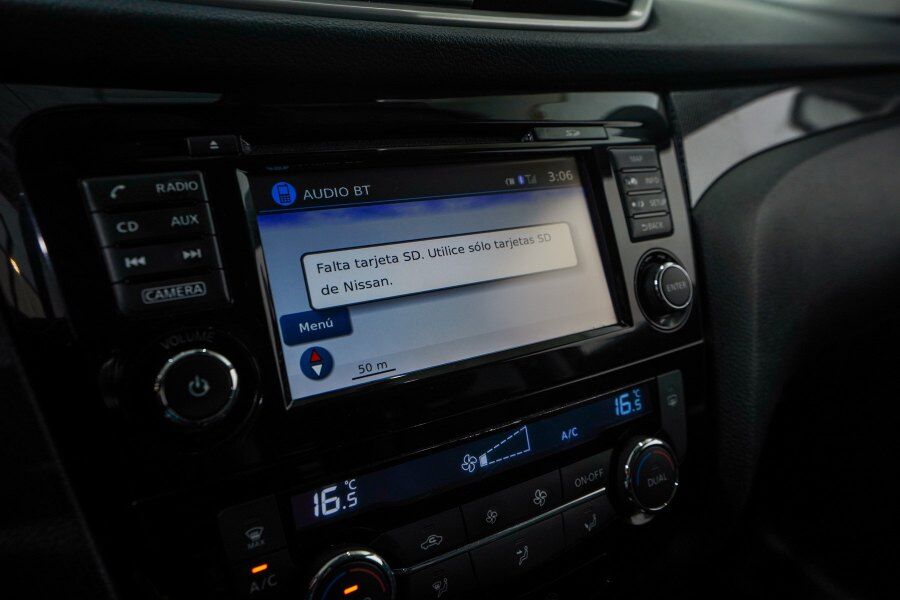 RADIO
CD AUX
CAMERA
VOLUME
AUDIO BT
3:06
Falta tarjeta SD. Utilice sólo tarjetas SD
de Nissan.
Menú
50 m
SD
MAP
INFO
SETUP
BACK
ENTER
16.5 °C
A/C
16.5 °C
MAX
A/C
ON·OFF
DUAL